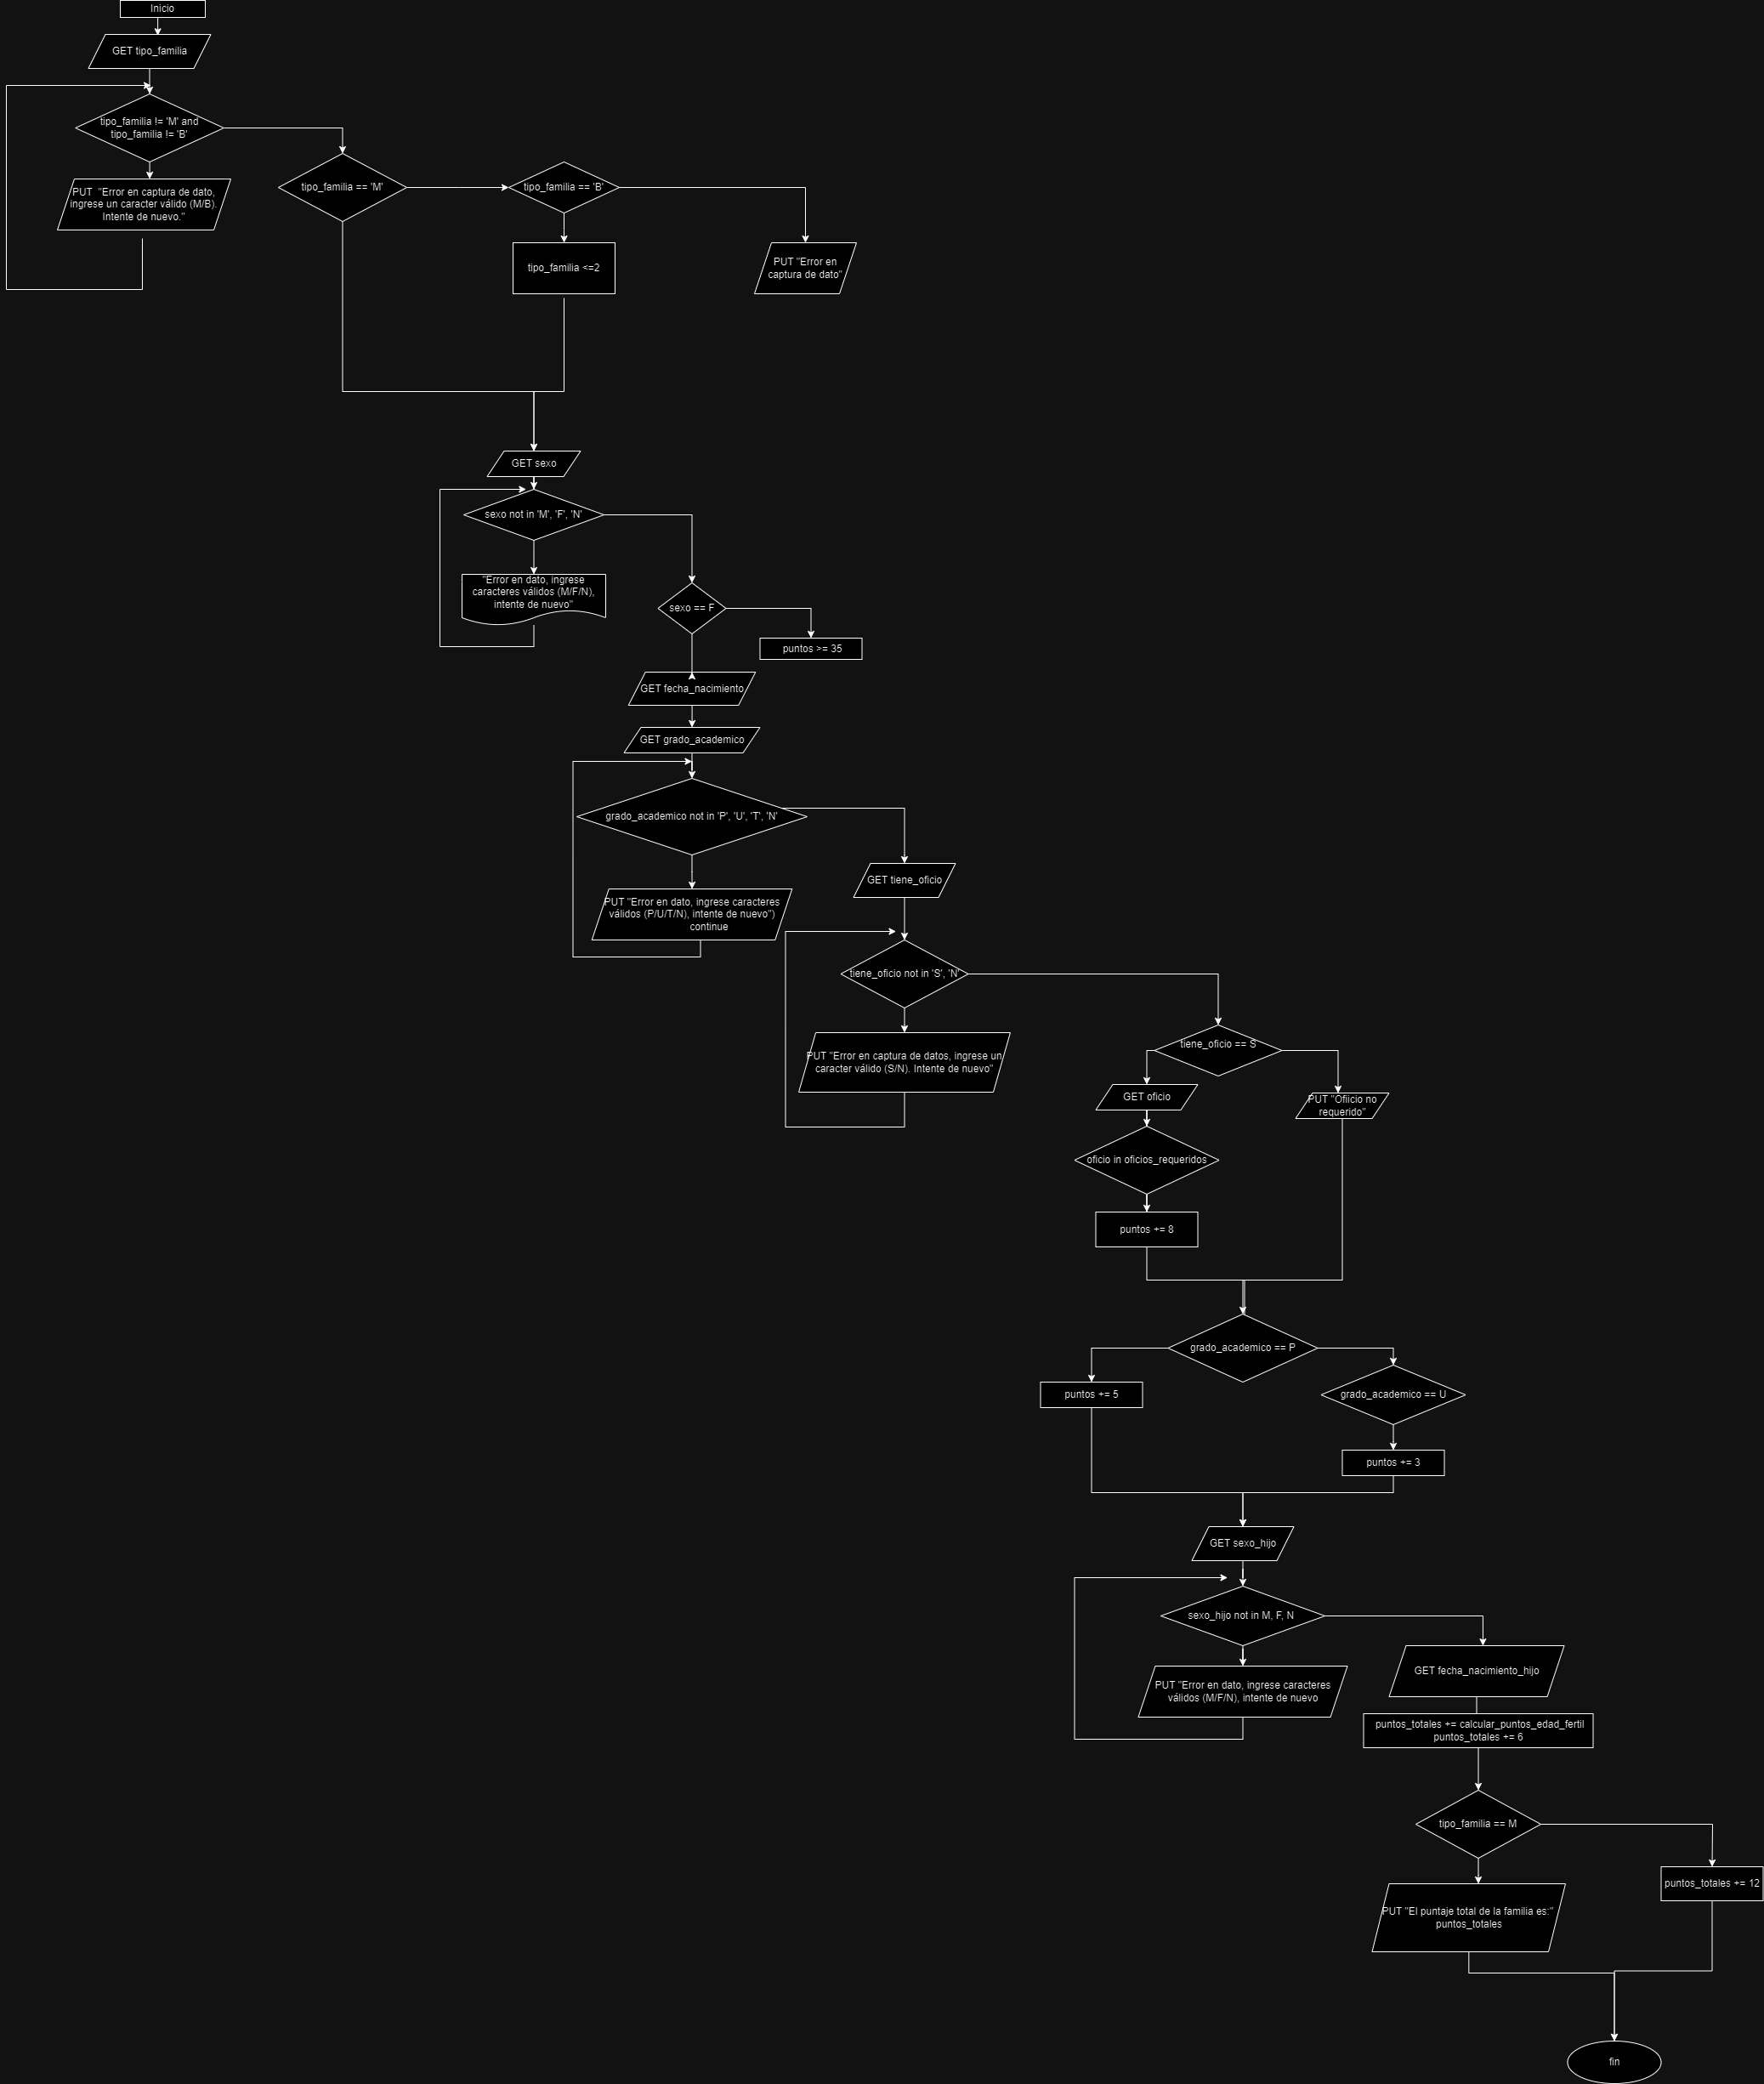 Inicio
GET tipo_familia
tipo_familia != 'M' and
tipo_familia != 'B'
PUT "Error en captura de dato,
ingrese un caracter válido (M/B).
Intente de nuevo."
tipo_familia == 'M'
tipo_familia == 'B'
tipo_familia <=2
PUT "Error en
captura de dato"
GET sexo
sexo not in 'M', 'F', 'N'
"Error en dato, ingrese
caracteres válidos (M/F/N),
intente de nuevo"
sexo == F
puntos >= 35
GET fecha_nacimiento
GET grado_academico
grado_academico not in 'P', 'U', 'T', 'N'
PUT "Error en dato, ingrese caracteres
válidos (P/U/T/N), intente de nuevo")
continue
GET tiene_oficio
tiene_oficio not in 'S', 'N'
PUT "Error en captura de datos, ingrese un
caracter válido (S/N). Intente de nuevo"
tiene_oficio == S
GET oficio
PUT "Ofiicio no
requerido"
oficio in oficios_requeridos
puntos += 8
grado_academico == P
puntos += 5
grado_academico == U
puntos += 3
GET sexo_hijo
sexo_hijo not in M, F, N
PUT "Error en dato, ingrese caracteres
válidos (M/F/N), intente de nuevo
GET fecha_nacimiento_hijo
puntos_totales += calcular_puntos_edad_fertil
puntos_totales += 6
tipo_familia == M
puntos_totales += 12
PUT "El puntaje total de la familia es:"
puntos_totales
fin